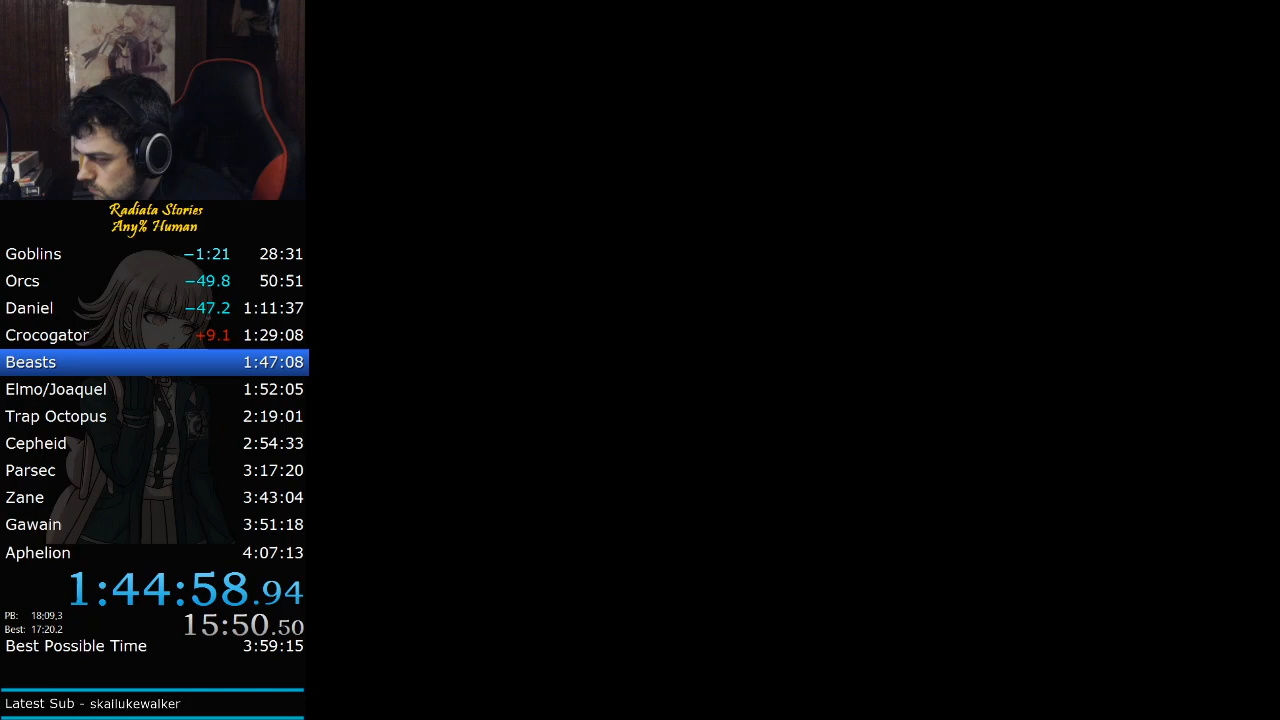 Radiata Stories
Any% Human
Goblins −1:21 28:31
Orcs −49.8 50:51
Daniel −47.2 1:11:37
Crocogator +9.1 1:29:08
Beasts 1:47:08
Elmo/Joaquel 1:52:05
Trap Octopus 2:19:01
Cepheid 2:54:33
Parsec 3:17:20
Zane 3:43:04
Gawain 3:51:18
Aphelion 4:07:13
1:44:58.94
PB: 18;09,3
15:50.50
Best: 17:20.2
Best Possible Time 3:59:15
Latest Sub - skallukewalker